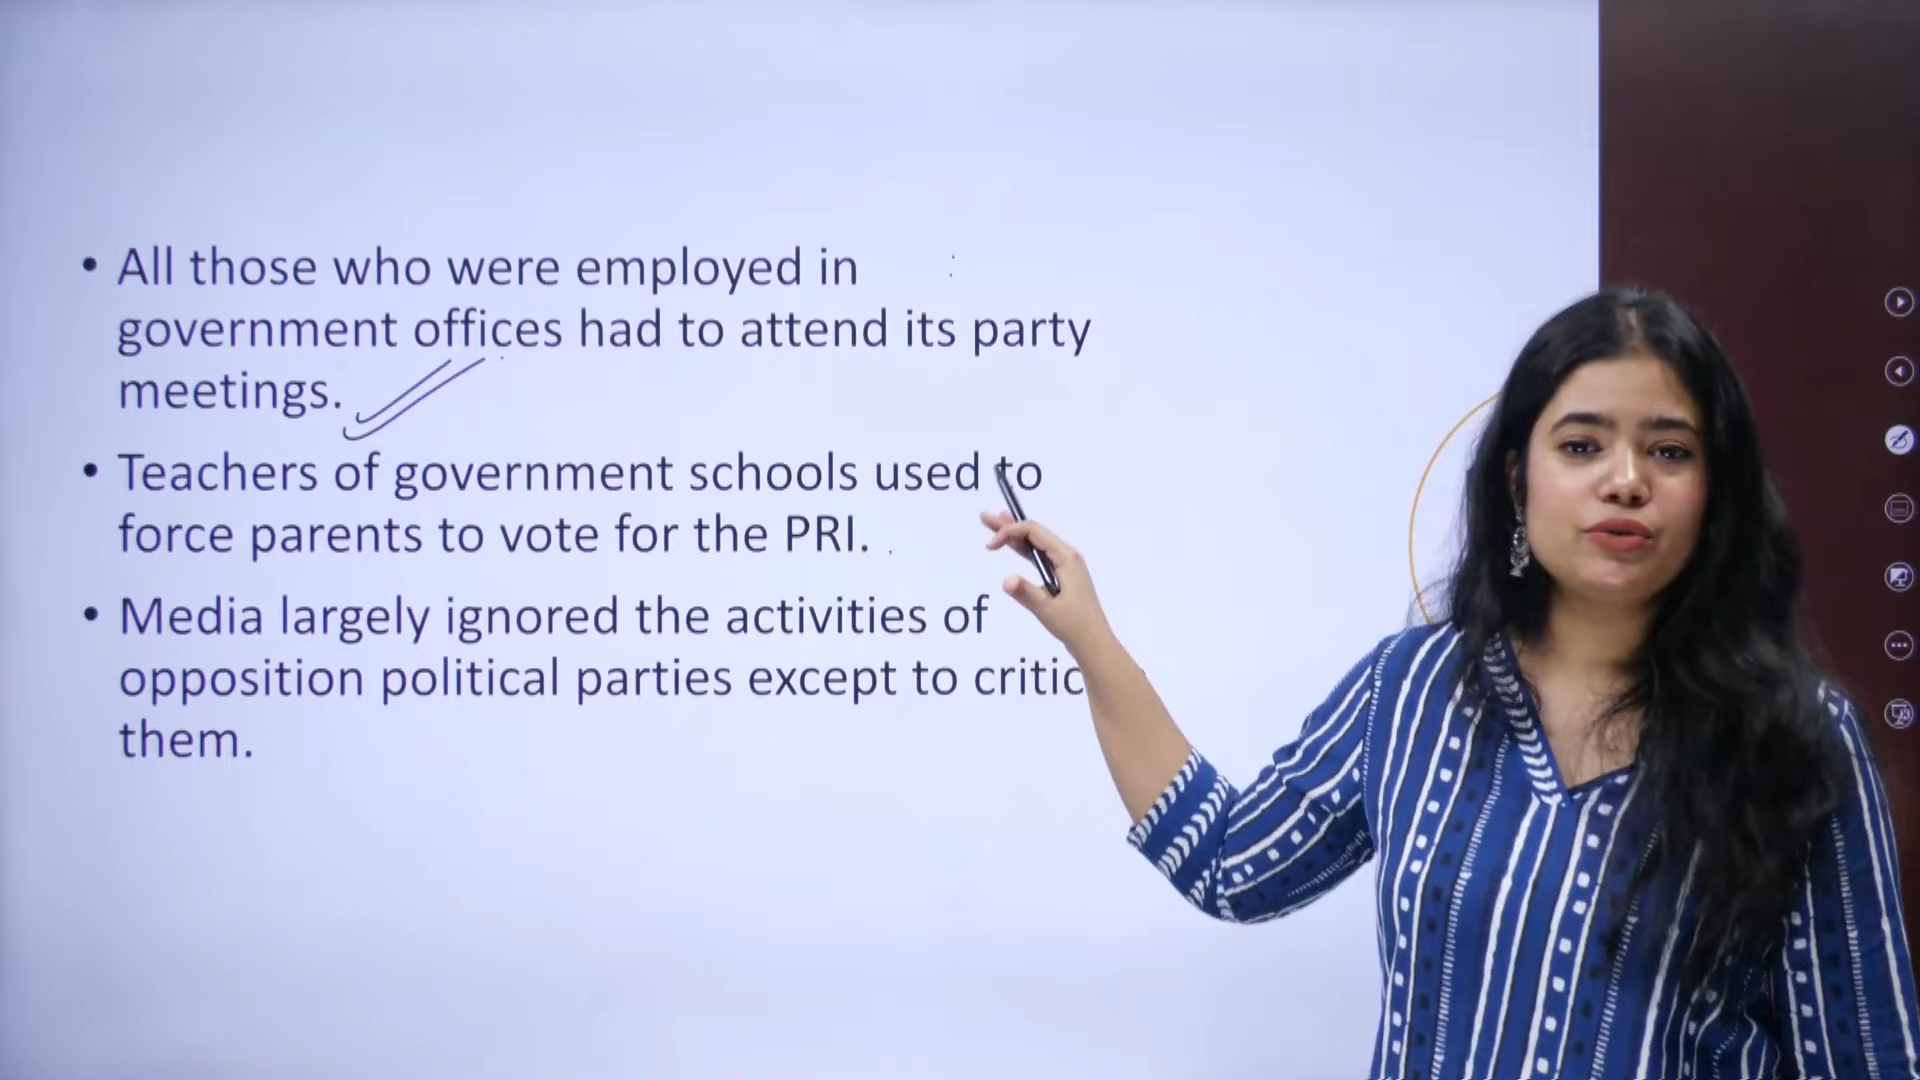 • All those who were employed in
government offices had to attend its party
meetings.
• Teachers of government schools used to
force parents to vote for the PRI.
• Media largely ignored the activities of
opposition political parties except to critic
them.